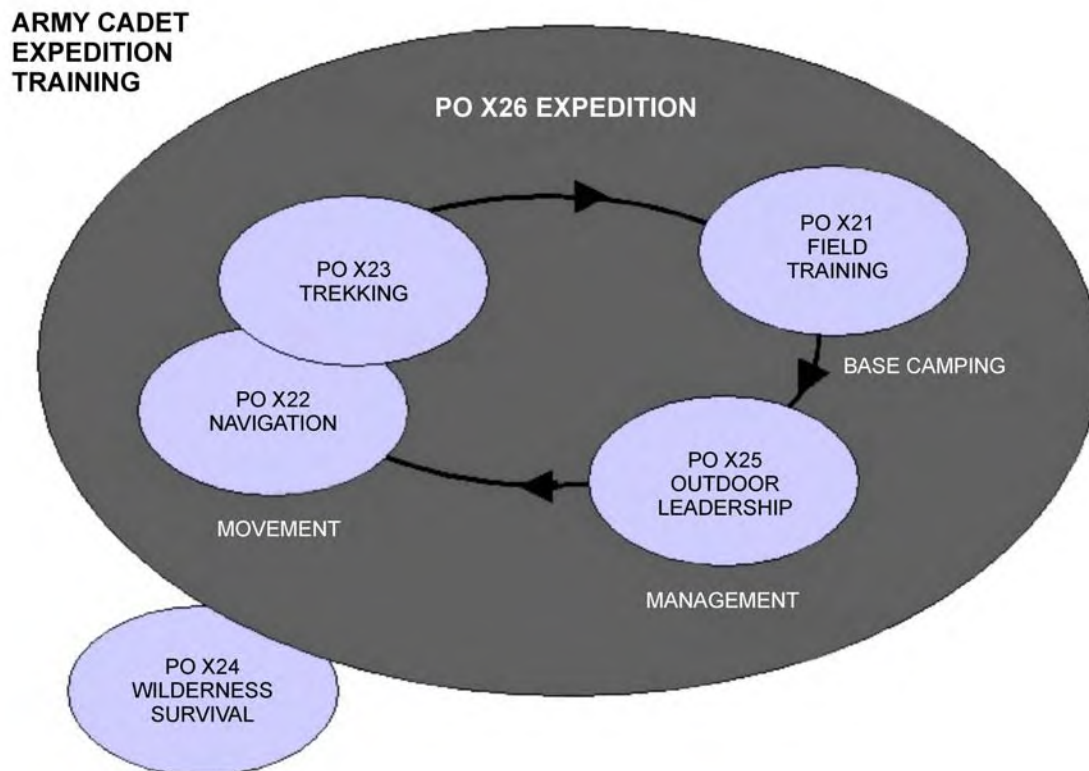 ARMY CADET
EXPEDITION
TRAINING
PO X26 EXPEDITION
PO X21
FIELD
TRAINING
PO X23
TREKKING
BASE CAMPING
PO X22
NAVIGATION
PO X25
OUTDOOR
LEADERSHIP
MOVEMENT
MANAGEMENT
PO X24
WILDERNESS
SURVIVAL